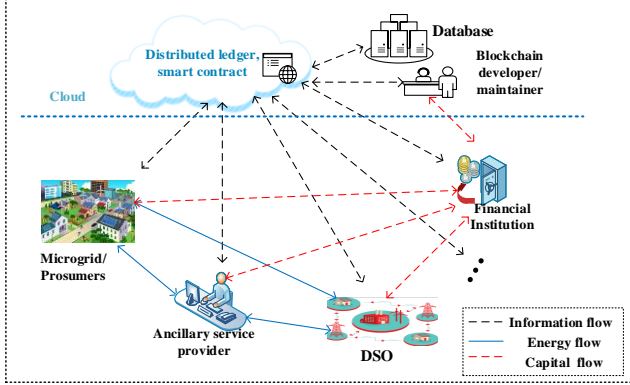 Database
Distributed ledger,
smart contract
Blockchain
developer/
maintainer
Cloud
Financial
Institution
Microgrid/
Prosumers
Ancillary service
provider
DSO
Information flow
Energy flow
Capital flow